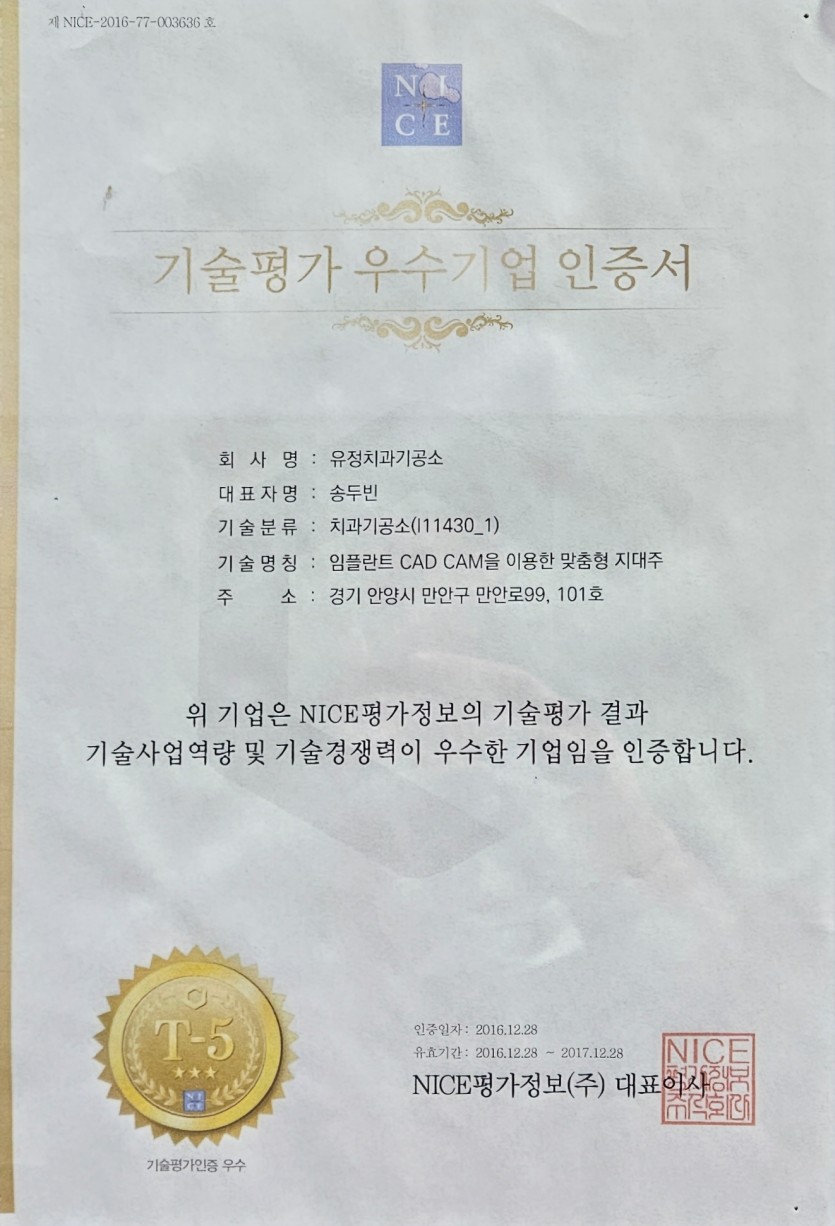 제 NICE-2016-77-003636 호
NI
CE
기술평가 우수기업 인증서
회 사 명 : 유정치과기공소
대표자명 : 송두빈
기술분류 : 치과기공소(I11430_1)
기술명칭 : 임플란트 CAD CAM을 이용한 맞춤형 지대주
주 소 : 경기 안양시 만안구 만안로99, 101호
위 기업은 NICE평가정보의 기술평가 결과
기술사업역량 및 기술경쟁력이 우수한 기업임을 인증합니다.
T-5
NI
CE
기술평가인증 우수
인증일자 : 2016.12.28
유효기간 : 2016.12.28 ~ 2017.12.28
NICE평가정보(주) 대표이사
NICE